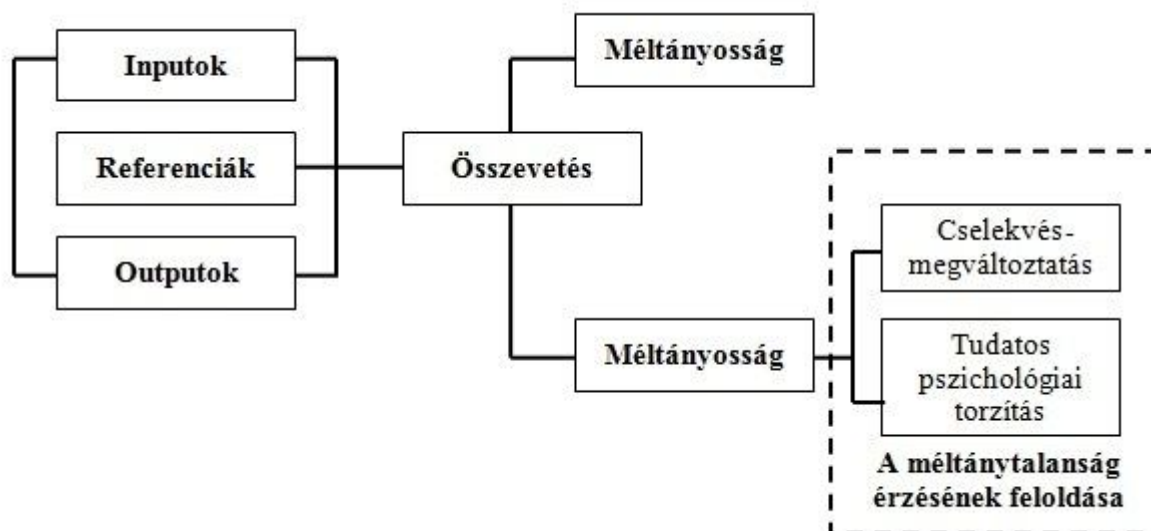 Inputok
Referenciák
Outputok
Összevetés
Méltányosság
Méltányosság
Cselekvés-
megváltoztatás
Tudatos
pszichológiai
torzítás
A méltánytalanság
érzésének feloldása